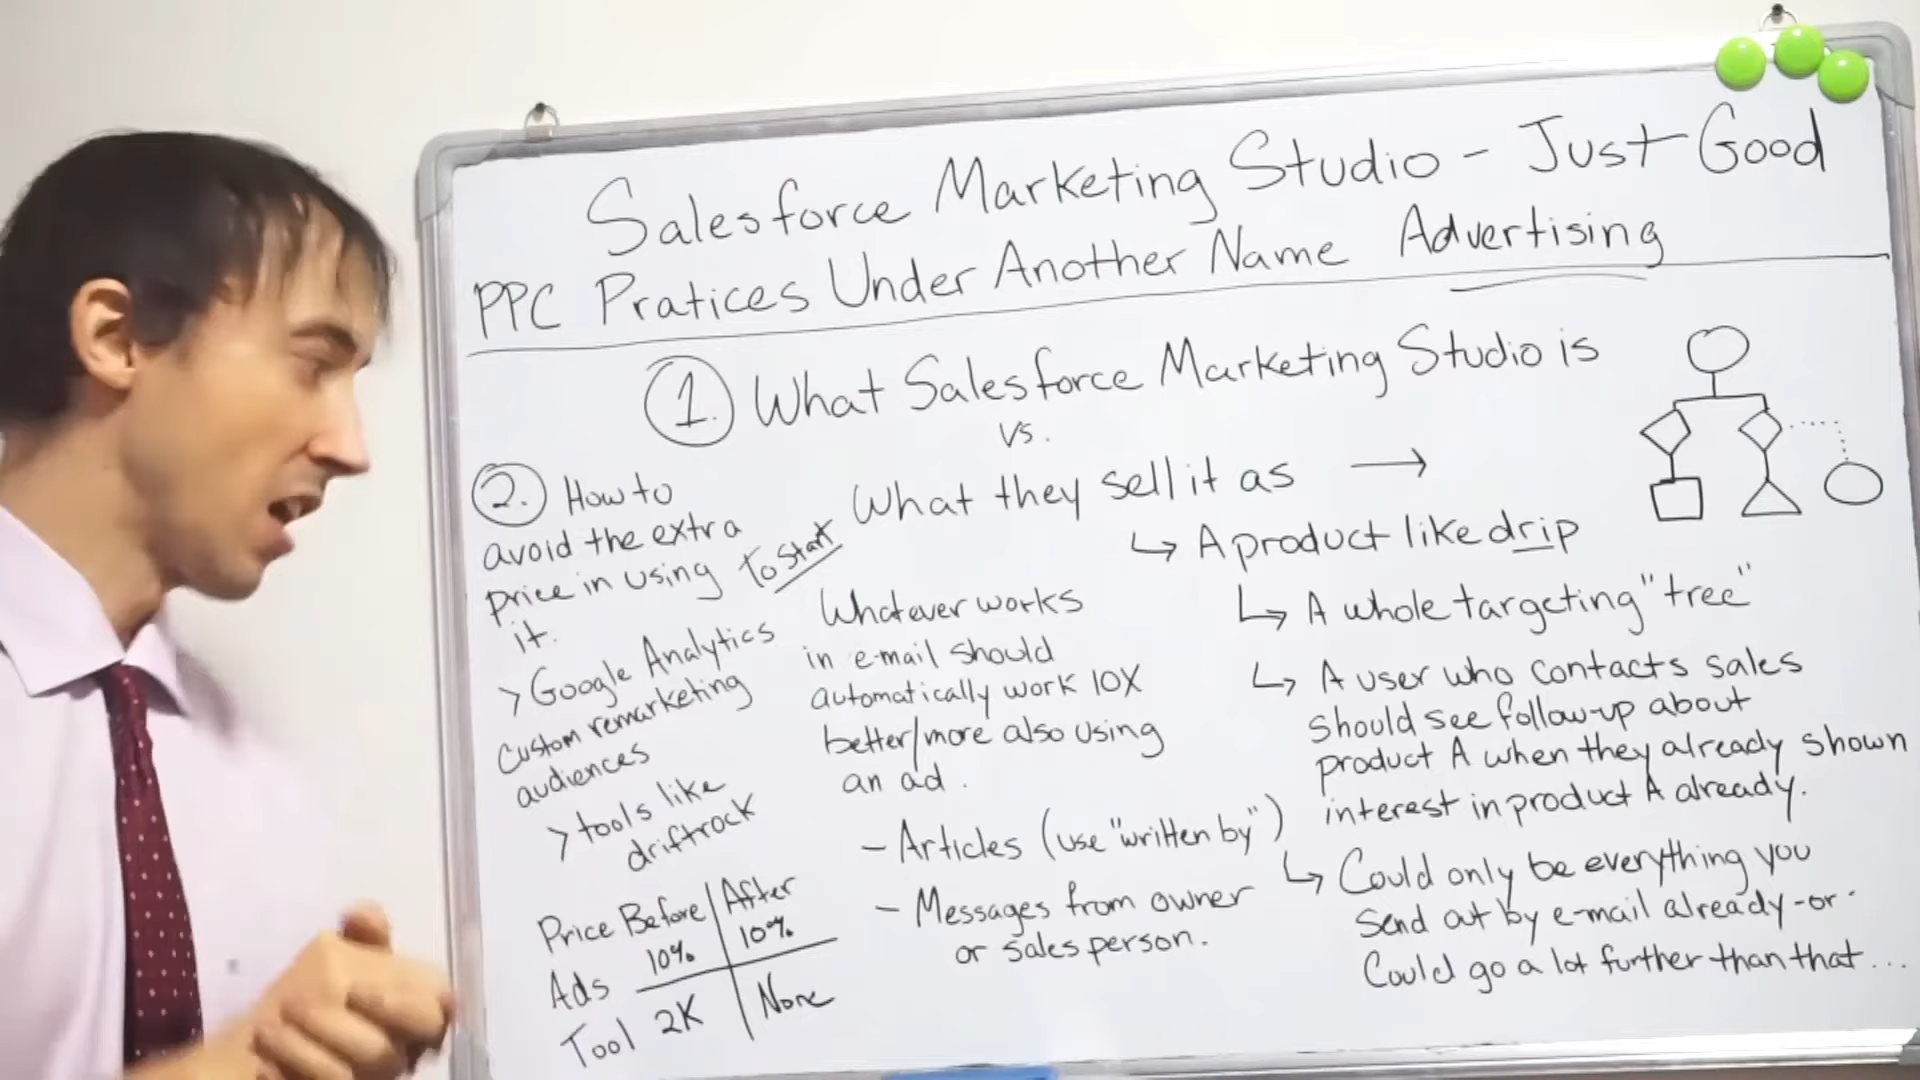 Salesforce Marketing Studio - Just Good
PPC Pratices Under Another Name Advertising
1. What Salesforce Marketing Studio is
vs.
What they sell it as →
↳ A product like drip
↳ A whole targeting "tree"
↳ A user who contacts sales
should see follow-up about
product A when they already shown
interest in product A already.
↳ Could only be everything you
send out by e-mail already -or-
Could go a lot further than that...
2. How to
avoid the extra
price in using
it.
> Google Analytics
custom remarketing
audiences
> tools like
driftrock
Price Before After
Ads 10% 10%
Tool 2K None
To Start
Whatever works
in e-mail should
automatically work 10X
better/more also using
an ad.
- Articles (use "written by")
- Messages from owner
or sales person.